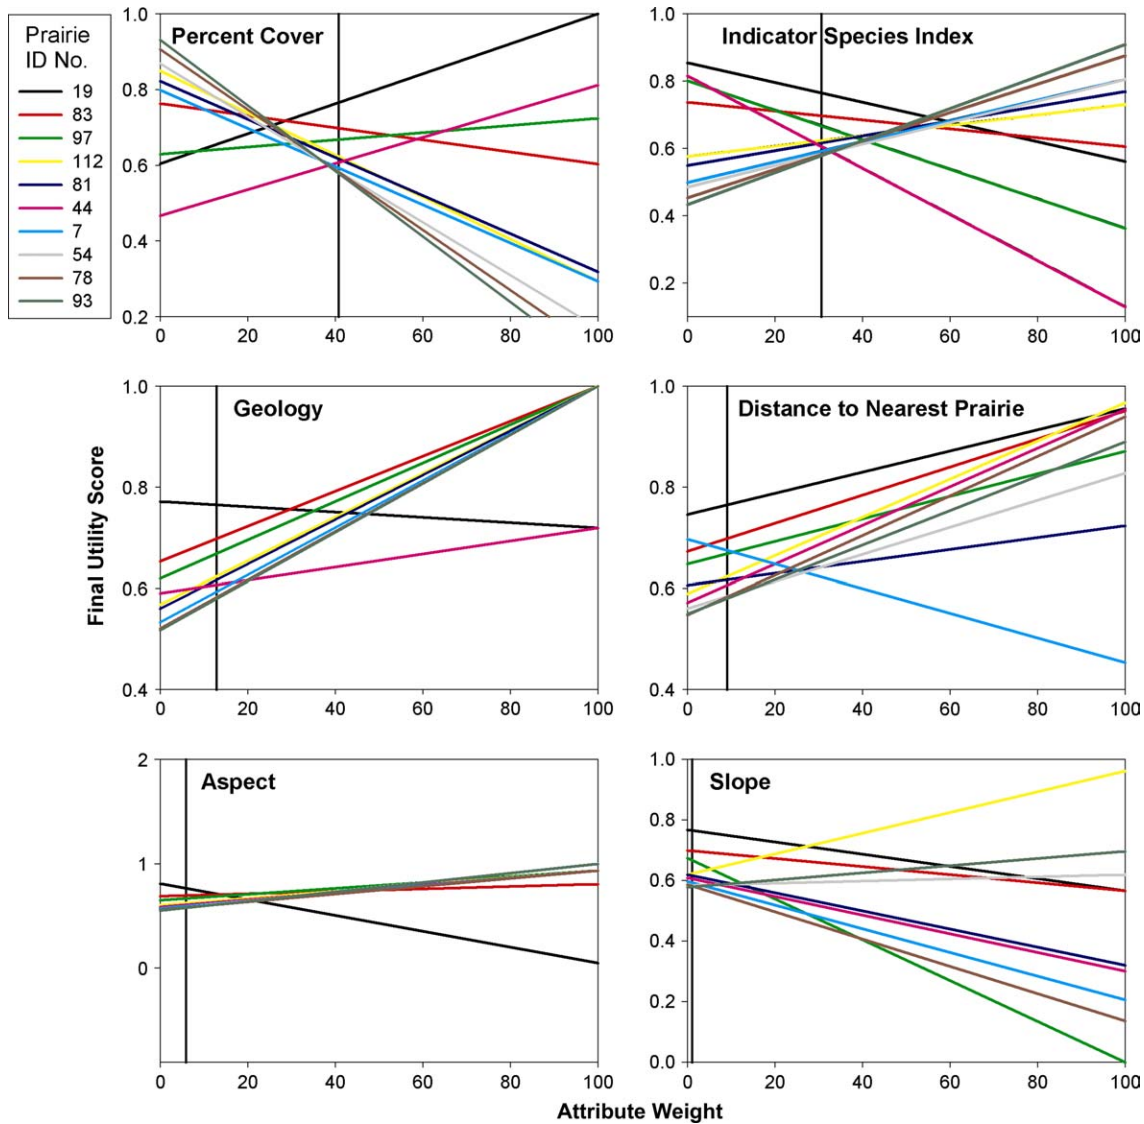 Prairie
ID No.
19
83
97
112
81
44
7
54
78
93
Percent Cover
1.0
0.8
0.6
0.4
0.2
0 20 40 60 80 100
Indicator Species Index
1.0
0.8
0.6
0.4
0.2
0 20 40 60 80 100
Final Utility Score
Geology
1.0
0.8
0.6
0.4
0 20 40 60 80 100
Distance to Nearest Prairie
1.0
0.8
0.6
0.4
0 20 40 60 80 100
Aspect
2
1
0
0 20 40 60 80 100
Slope
1.0
0.8
0.6
0.4
0.2
0.0
0 20 40 60 80 100
Attribute Weight